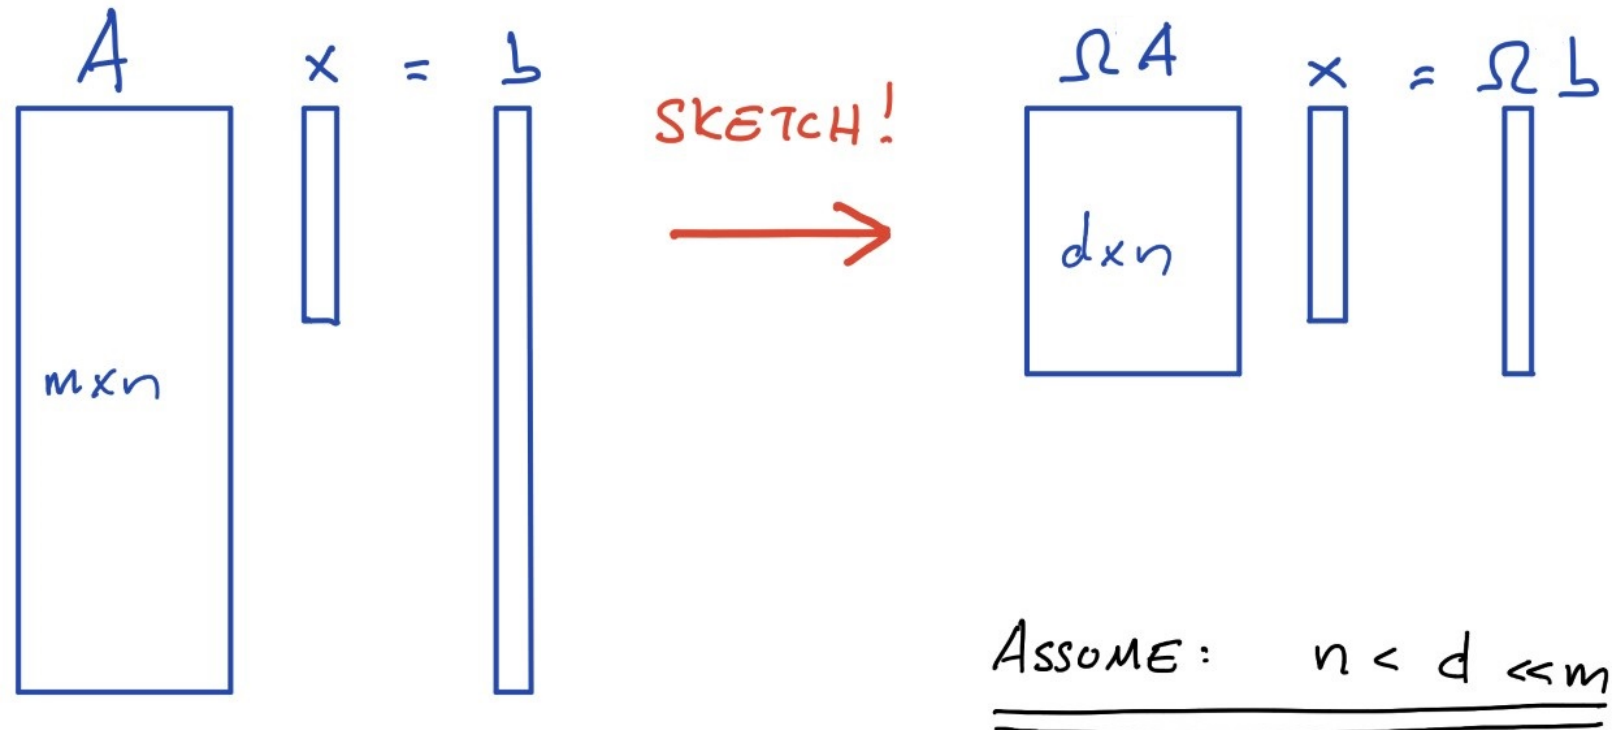 A x = b
SKETCH!
ΩA x = Ωb
m×n
d×n
ASSUME: n < d << m